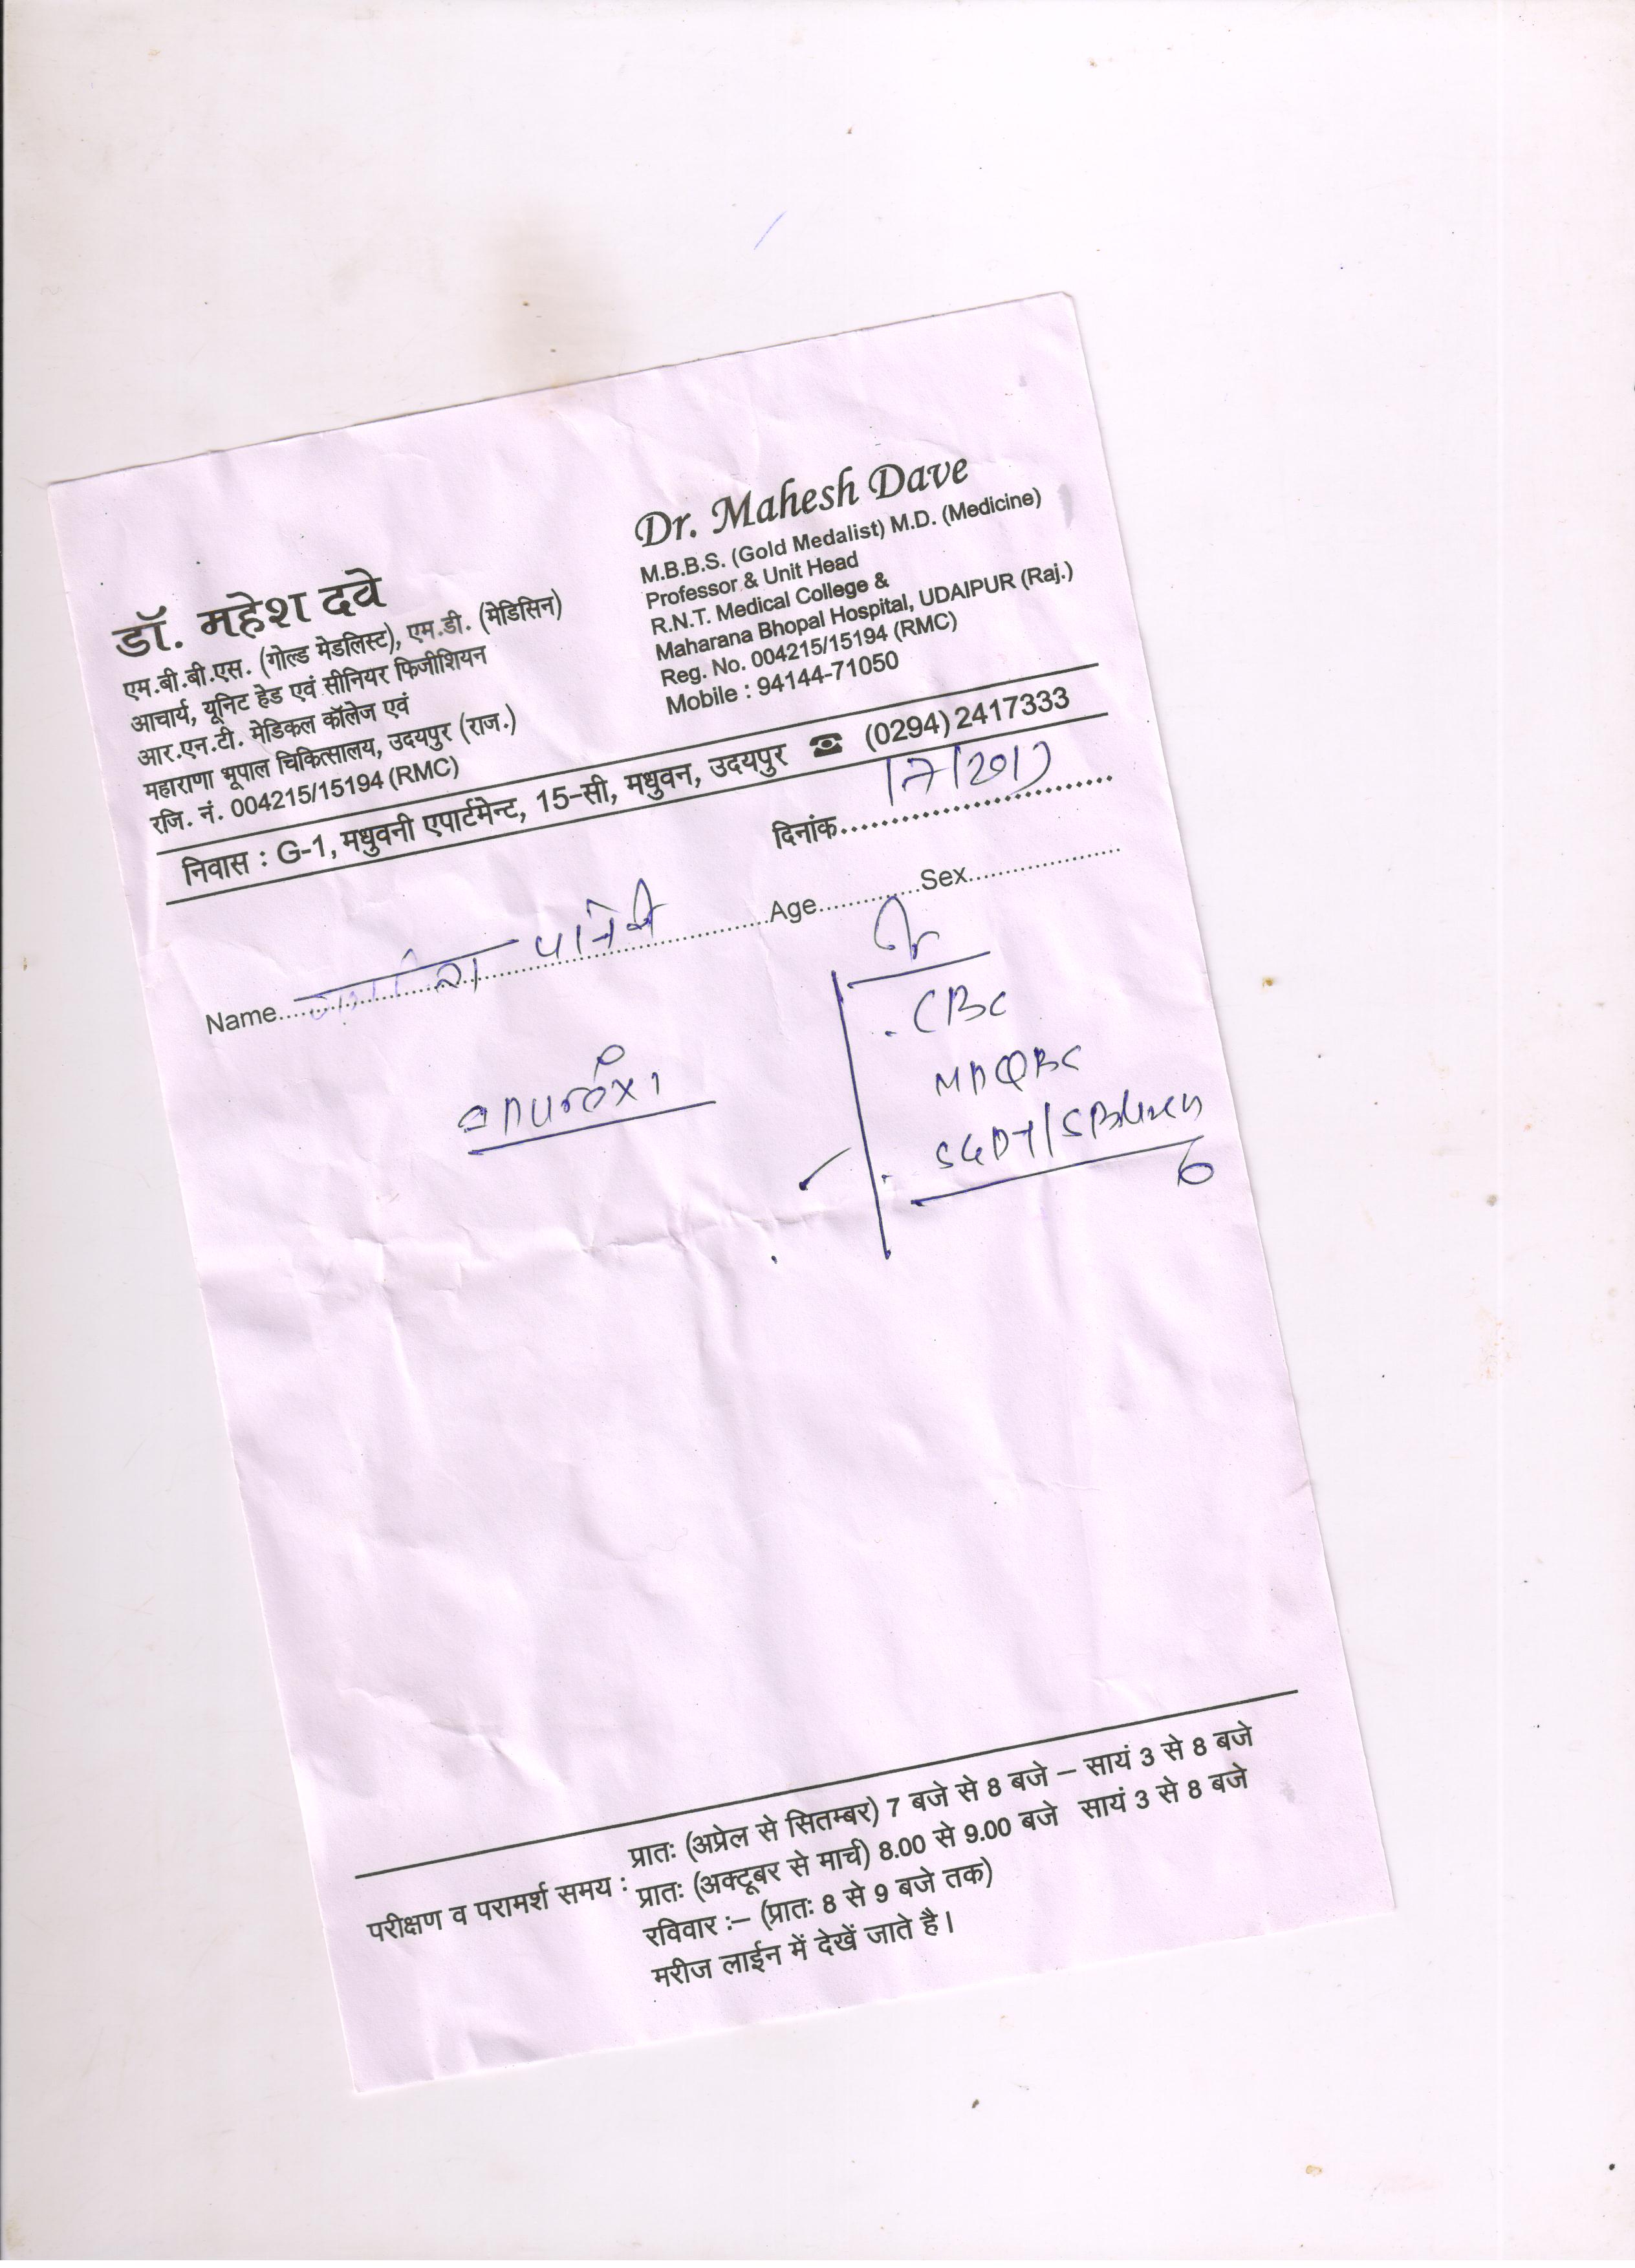 डॉ. महेश दवे
एम.बी.बी.एस. (गोल्ड मेडलिस्ट), एम.डी. (मेडिसिन)
आचार्य, यूनिट हेड एवं सीनियर फिजीशियन
आर.एन.टी. मेडिकल कॉलेज एवं
महाराणा भूपाल चिकित्सालय, उदयपुर (राज.)
रजि. नं. 004215/15194 (RMC)
Dr. Mahesh Dave
M.B.B.S. (Gold Medalist) M.D. (Medicine)
Professor & Unit Head
R.N.T. Medical College &
Maharana Bhopal Hospital, UDAIPUR (Raj.)
Reg. No. 004215/15194 (RMC)
Mobile : 94144-71050
निवास : G-1, मधुवनी एपार्टमेन्ट, 15-सी, मधुवन, उदयपुर ☎ (0294) 2417333
दिनांक
Name Age Sex
CBC
परीक्षण व परामर्श समय : प्रातः (अप्रेल से सितम्बर) 7 बजे से 8 बजे – सायं 3 से 8 बजे
प्रातः (अक्टूबर से मार्च) 8.00 से 9.00 बजे सायं 3 से 8 बजे
रविवार :– (प्रातः 8 से 9 बजे तक)
मरीज लाईन में देखें जाते है।